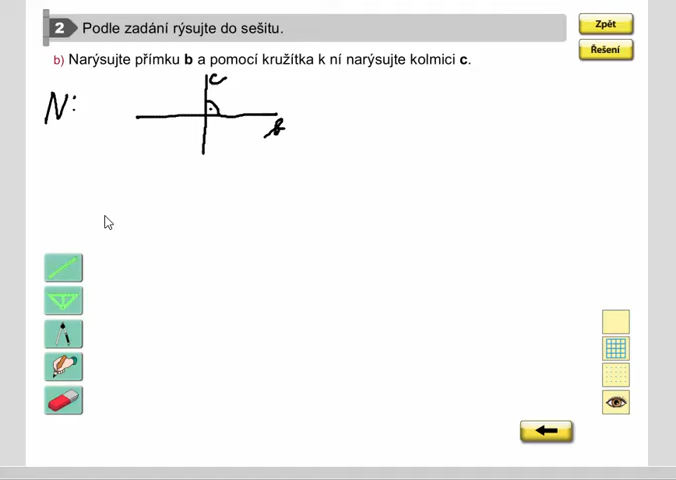 2 Podle zadání rýsujte do sešitu.
Zpět
b) Narýsujte přímku b a pomocí kružítka k ní narýsujte kolmici c.
Řešení
N:
c
b